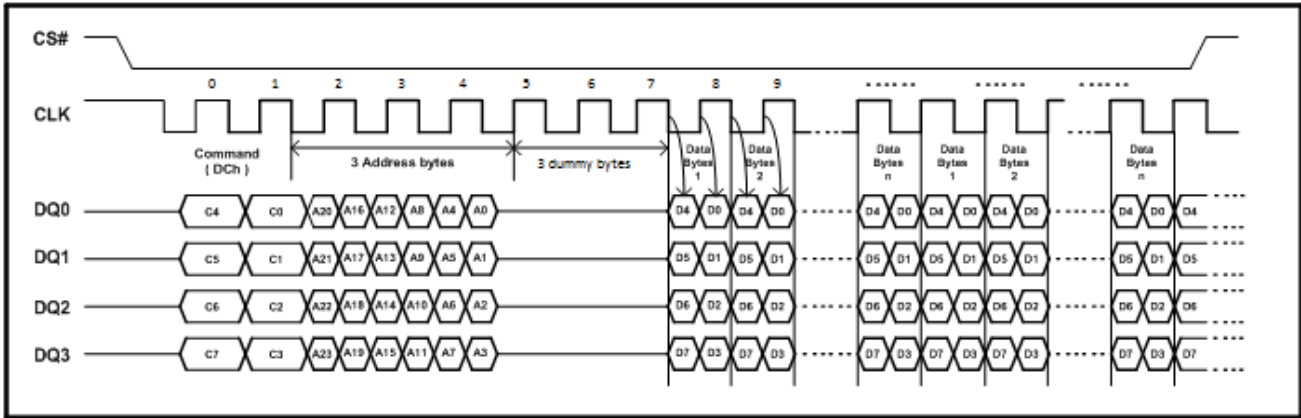 CS#
0 1 2 3 4 5 6 7 8 9
CLK
Command
( DCh )
3 Address bytes
3 dummy bytes
Data Bytes 1
Data Bytes 2
Data Bytes n
Data Bytes 1
Data Bytes 2
Data Bytes n
DQ0 C4 C0 A20 A16 A12 A8 A4 A0 D4 D0 D4 D0 D4 D0 D4 D0 D4 D0 D4 D0 D4
DQ1 C5 C1 A21 A17 A13 A9 A5 A1 D5 D1 D5 D1 D5 D1 D5 D1 D5 D1 D5 D1 D5
DQ2 C6 C2 A22 A18 A14 A10 A6 A2 D6 D2 D6 D2 D6 D2 D6 D2 D6 D2 D6 D2 D6
DQ3 C7 C3 A23 A19 A15 A11 A7 A3 D7 D3 D7 D3 D7 D3 D7 D3 D7 D3 D7 D3 D7